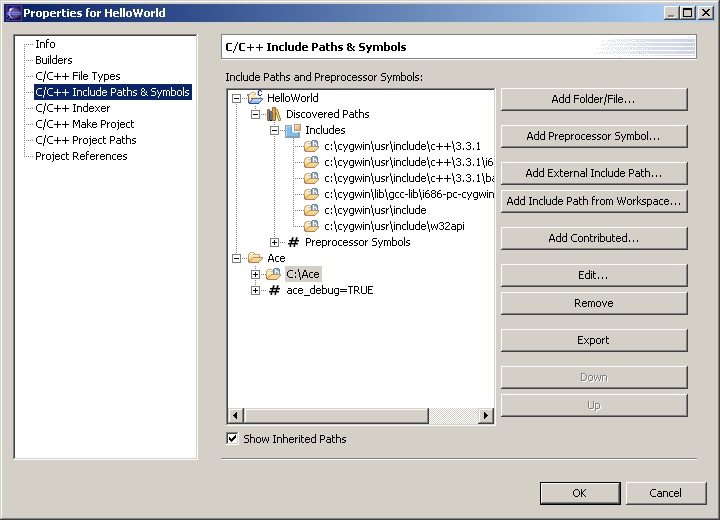 Properties for HelloWorld
Info
Builders
C/C++ File Types
C/C++ Include Paths & Symbols
C/C++ Indexer
C/C++ Make Project
C/C++ Project Paths
Project References
C/C++ Include Paths & Symbols
Include Paths and Preprocessor Symbols:
HelloWorld
Discovered Paths
Includes
c:\cygwin\usr\include\c++\3.3.1
c:\cygwin\usr\include\c++\3.3.1\i6
c:\cygwin\usr\include\c++\3.3.1\ba
c:\cygwin\lib\gcc-lib\i686-pc-cygwin
c:\cygwin\usr\include
c:\cygwin\usr\include\w32api
# Preprocessor Symbols
Ace
C:\Ace
# ace_debug=TRUE
Add Folder/File...
Add Preprocessor Symbol...
Add External Include Path...
Add Include Path from Workspace...
Add Contributed...
Edit...
Remove
Export
Down
Up
Show Inherited Paths
OK
Cancel